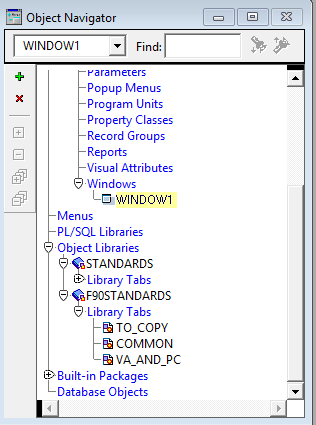 Object Navigator
WINDOW1 Find:
Parameters
Popup Menus
Program Units
Property Classes
Record Groups
Reports
Visual Attributes
Windows
WINDOW1
Menus
PL/SQL Libraries
Object Libraries
STANDARDS
Library Tabs
F90STANDARDS
Library Tabs
TO_COPY
COMMON
VA_AND_PC
Built-in Packages
Database Objects